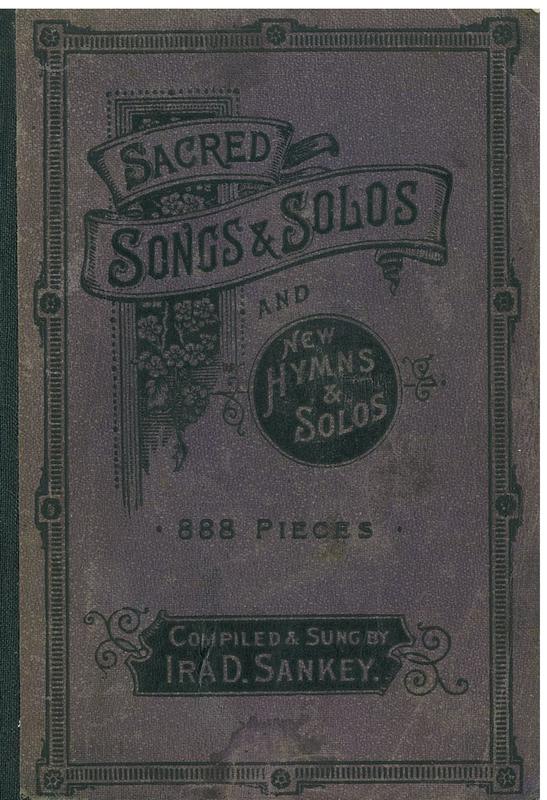 SACRED
SONGS & SOLOS
AND
NEW
HYMNS
&
SOLOS
· 888 PIECES ·
COMPILED & SUNG BY
IRA D. SANKEY.